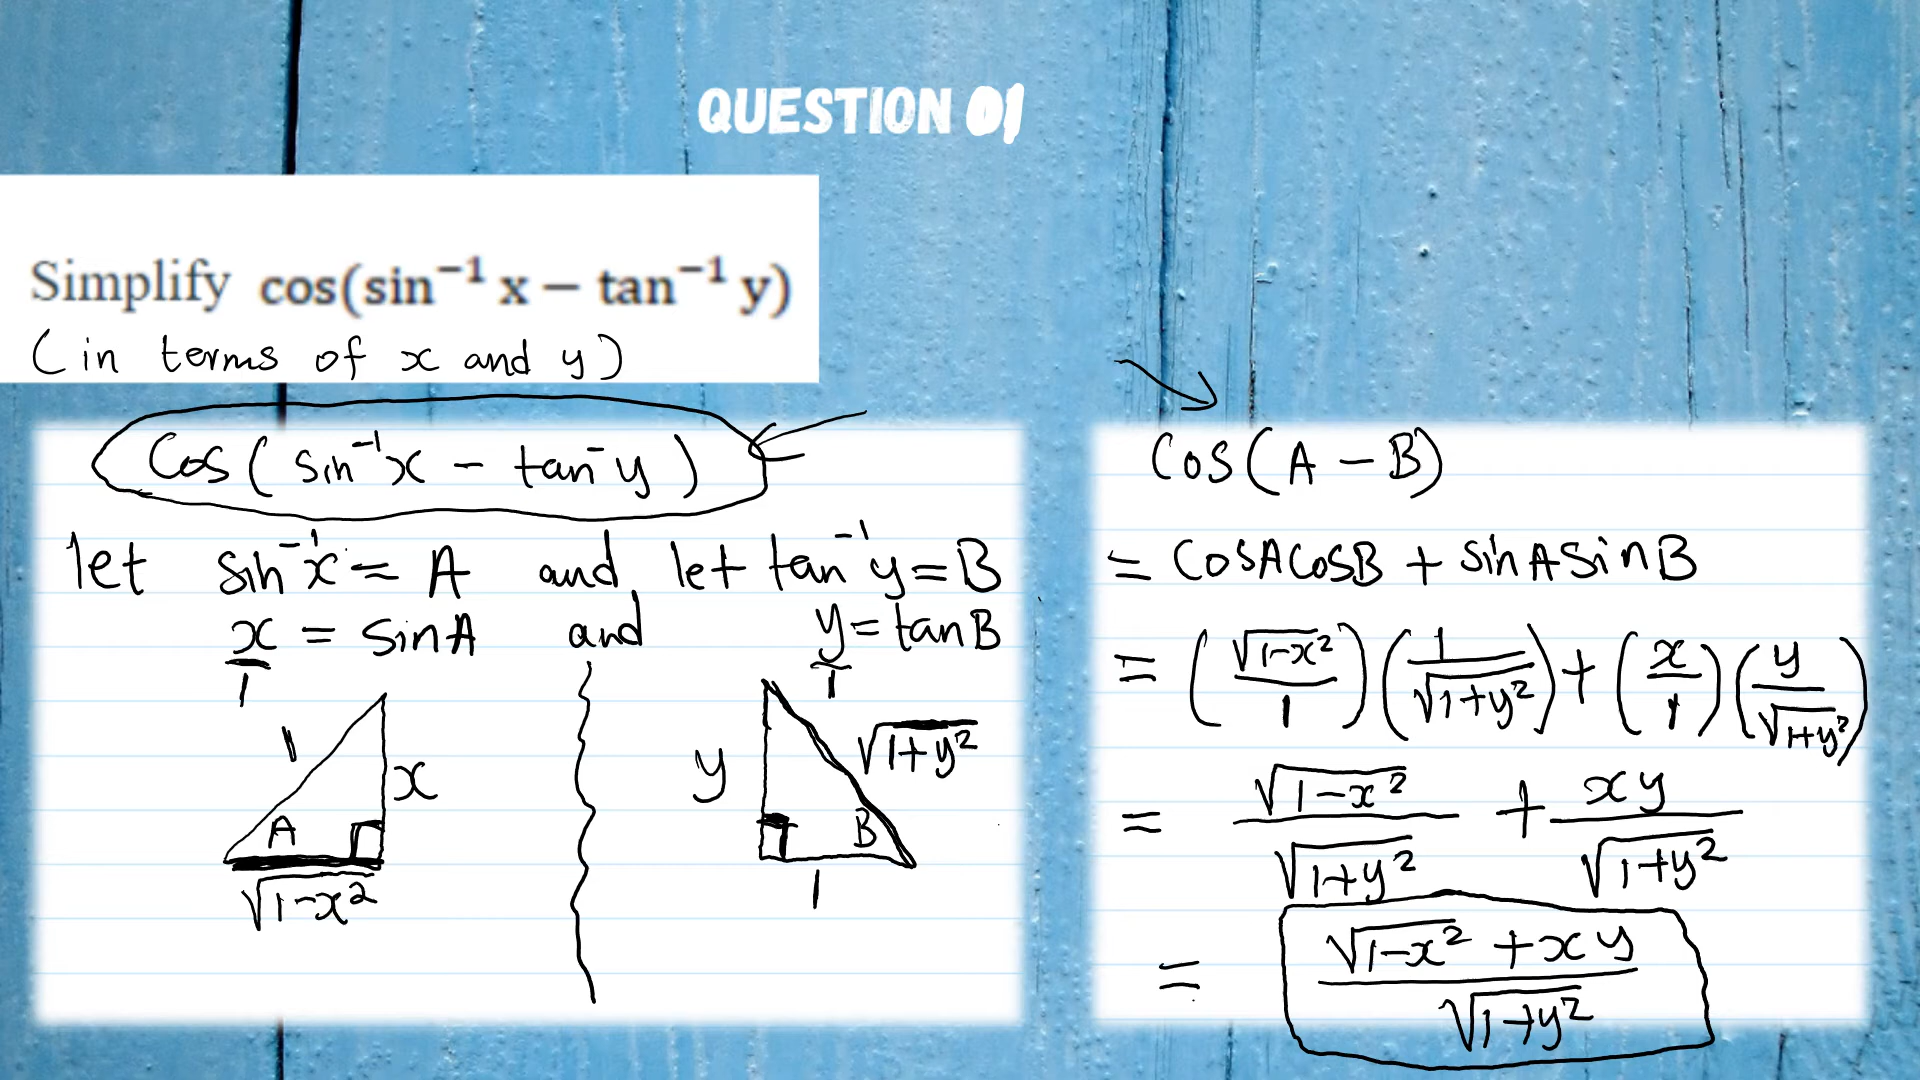 QUESTION 01
Simplify cos(sin⁻¹ x − tan⁻¹ y)
(in terms of x and y)
Cos(sin⁻¹x − tan⁻y)
let sin⁻¹x = A and let tan⁻¹y = B
x/1 = sinA and y/1 = tanB
1
x
A
√(1-x²)
y
√(1+y²)
B
1
Cos(A − B)
= cosAcosB + sinAsinB
= (√(1-x²)/1)(1/√(1+y²)) + (x/1)(y/√(1+y²))
= √(1-x²)/√(1+y²) + xy/√(1+y²)
= (√(1-x²) + xy)/√(1+y²)